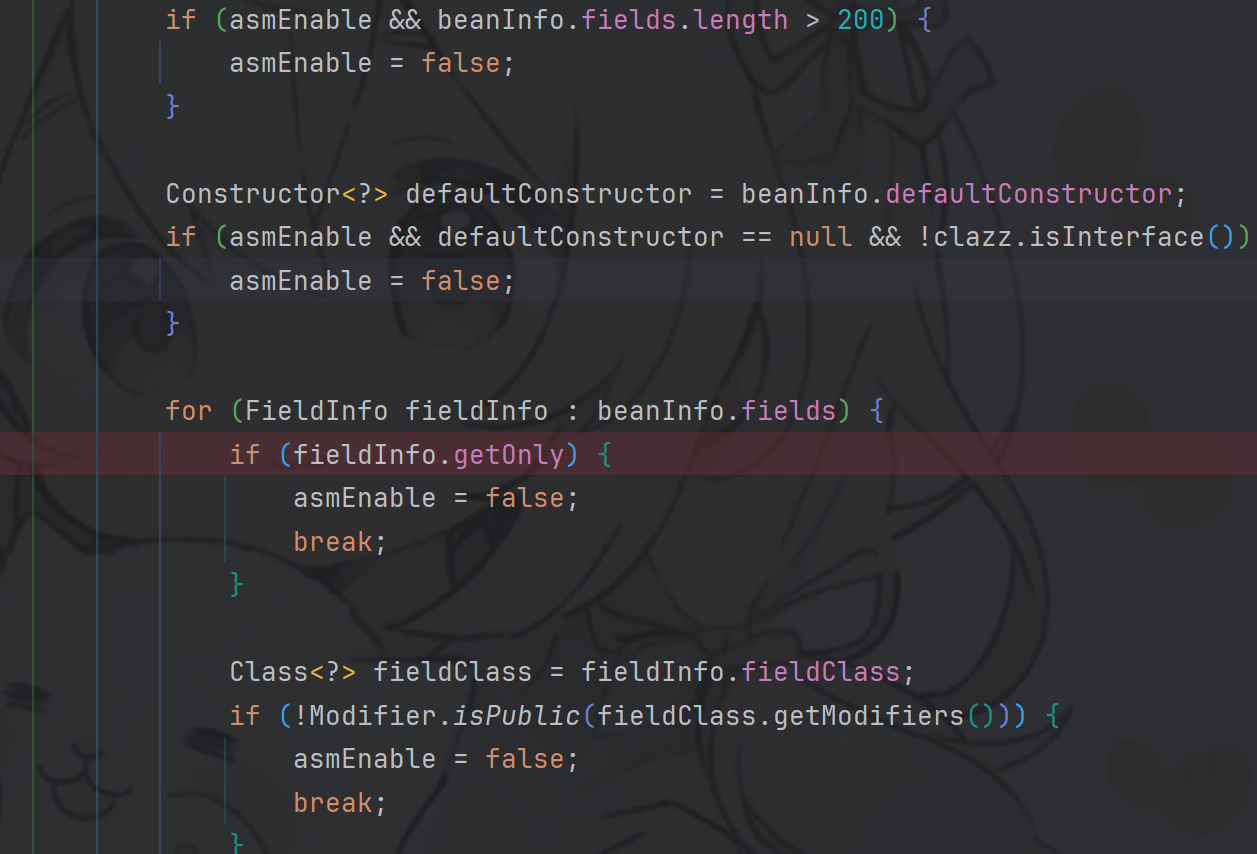 if (asmEnable && beanInfo.fields.length > 200) {
    asmEnable = false;
}
Constructor<?> defaultConstructor = beanInfo.defaultConstructor;
if (asmEnable && defaultConstructor == null && !clazz.isInterface())
    asmEnable = false;
}
for (FieldInfo fieldInfo : beanInfo.fields) {
    if (fieldInfo.getOnly) {
        asmEnable = false;
        break;
    }
    Class<?> fieldClass = fieldInfo.fieldClass;
    if (!Modifier.isPublic(fieldClass.getModifiers())) {
        asmEnable = false;
        break;
    }